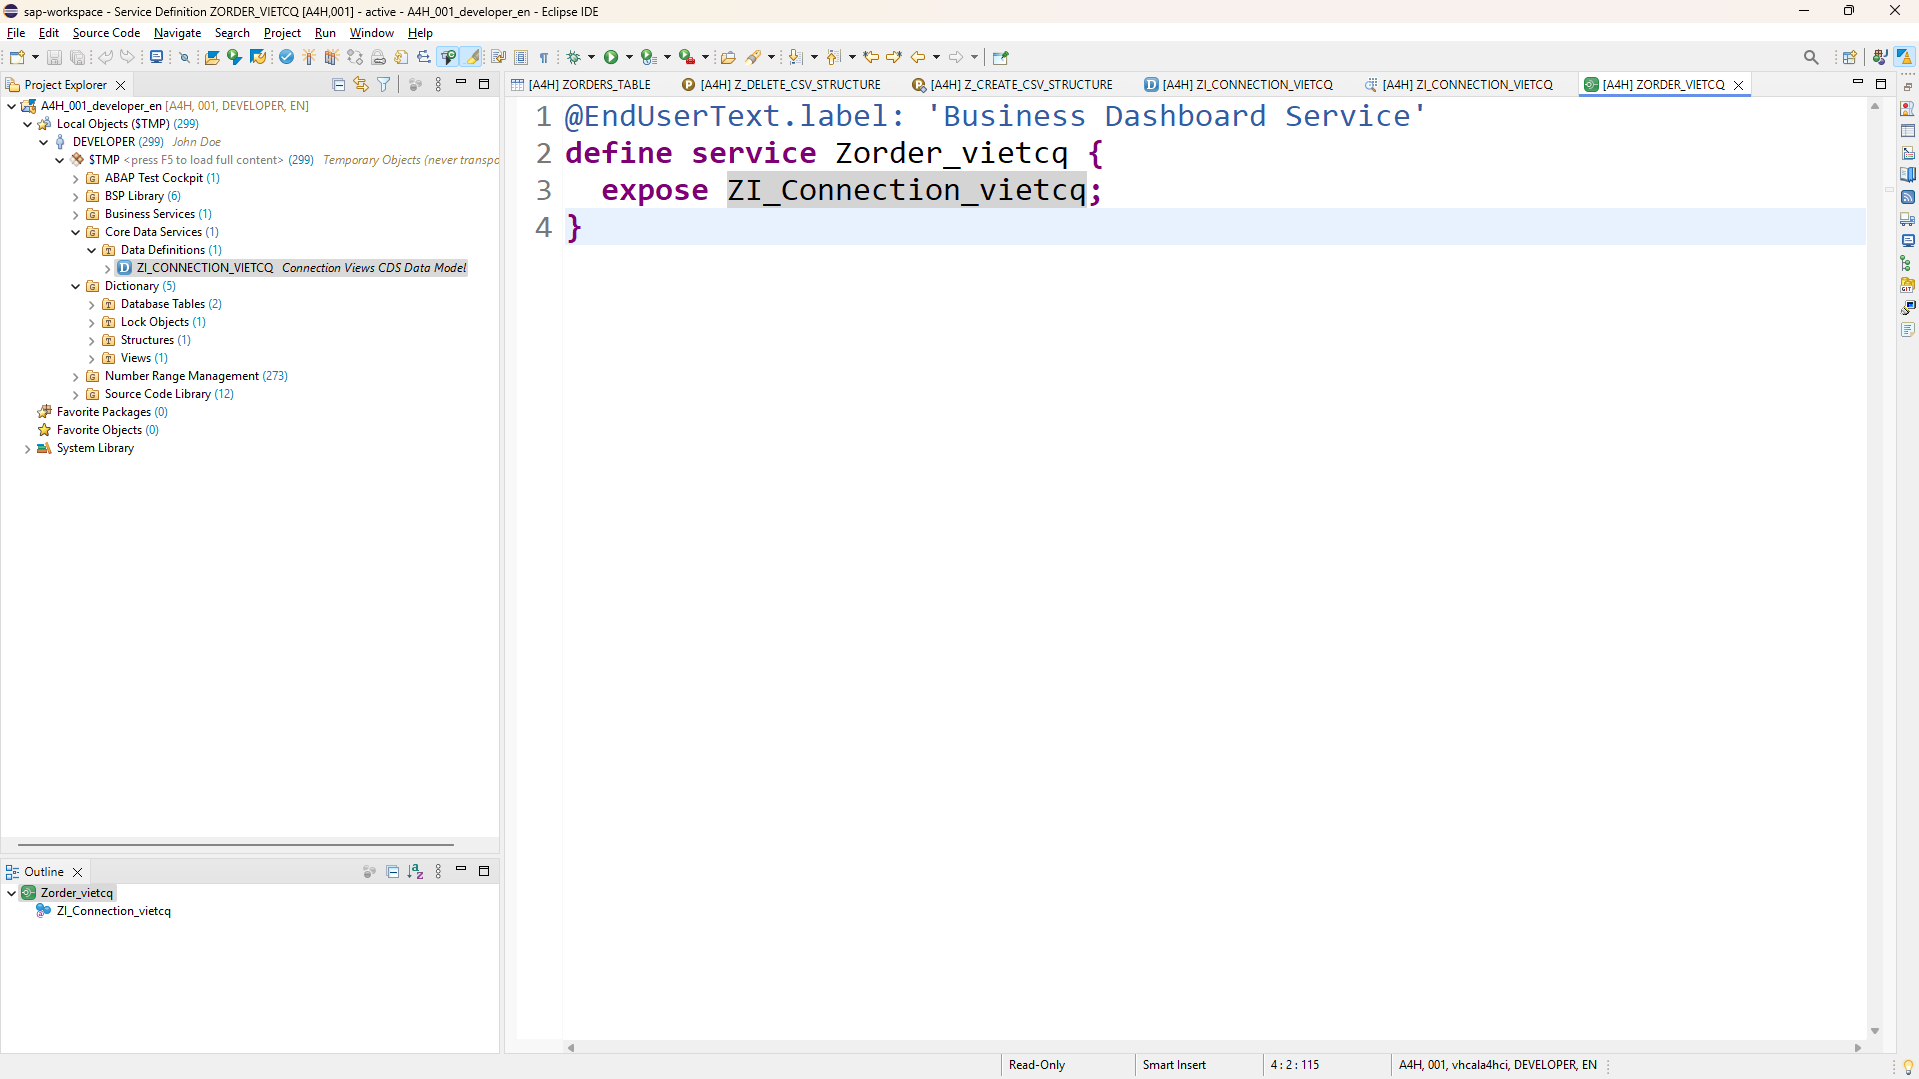 sap-workspace - Service Definition ZORDER_VIETCQ [A4H,001] - active - A4H_001_developer_en - Eclipse IDE
File Edit Source Code Navigate Search Project Run Window Help
Project Explorer
A4H_001_developer_en [A4H, 001, DEVELOPER, EN]
Local Objects ($TMP) (299)
DEVELOPER (299) John Doe
$TMP <press F5 to load full content> (299) Temporary Objects (never transpo
ABAP Test Cockpit (1)
BSP Library (6)
Business Services (1)
Core Data Services (1)
Data Definitions (1)
ZI_CONNECTION_VIETCQ Connection Views CDS Data Model
Dictionary (5)
Database Tables (2)
Lock Objects (1)
Structures (1)
Views (1)
Number Range Management (273)
Source Code Library (12)
Favorite Packages (0)
Favorite Objects (0)
System Library
Outline
Zorder_vietcq
ZI_Connection_vietcq
[A4H] ZORDERS_TABLE [A4H] Z_DELETE_CSV_STRUCTURE [A4H] Z_CREATE_CSV_STRUCTURE [A4H] ZI_CONNECTION_VIETCQ [A4H] ZI_CONNECTION_VIETCQ [A4H] ZORDER_VIETCQ
1 @EndUserText.label: 'Business Dashboard Service'
2 define service Zorder_vietcq {
3 expose ZI_Connection_vietcq;
4 }
Read-Only Smart Insert 4 : 2 : 115 A4H, 001, vhcala4hci, DEVELOPER, EN